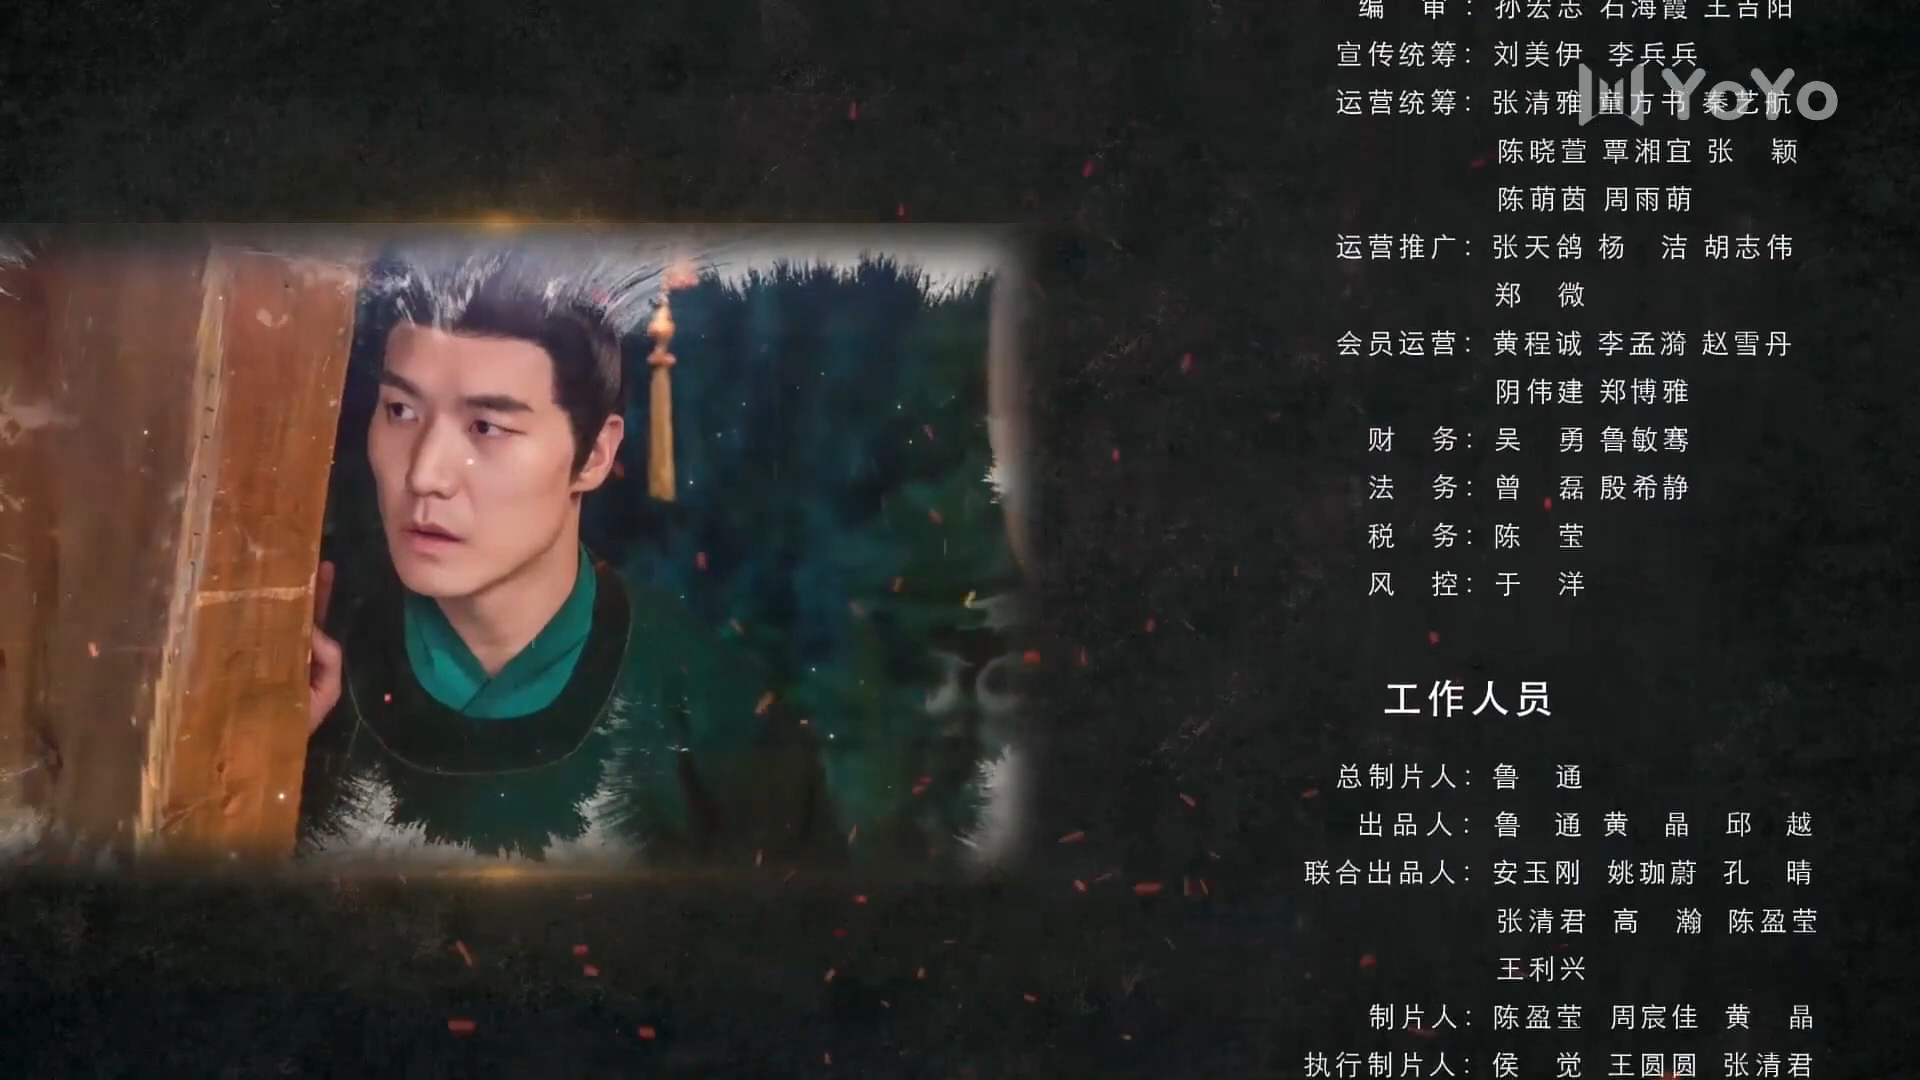 编　审：孙宏志 石海霞 王吉阳
宣传统筹：刘美伊 李兵兵
YoYo
运营统筹：张清雅 童方书 秦艺航
陈晓萱 覃湘宜 张　颖
陈萌茵 周雨萌
运营推广：张天鸽 杨　洁 胡志伟
郑　微
会员运营：黄程诚 李孟漪 赵雪丹
阴伟建 郑博雅
财　务：吴　勇 鲁敏骞
法　务：曾　磊 殷希静
税　务：陈　莹
风　控：于　洋
工作人员
总制片人：鲁　通
出品人：鲁　通 黄　晶 邱　越
联合出品人：安玉刚 姚珈蔚 孔　晴
张清君 高　瀚 陈盈莹
王利兴
制片人：陈盈莹 周宸佳 黄　晶
执行制片人：侯　觉 王圆圆 张清君